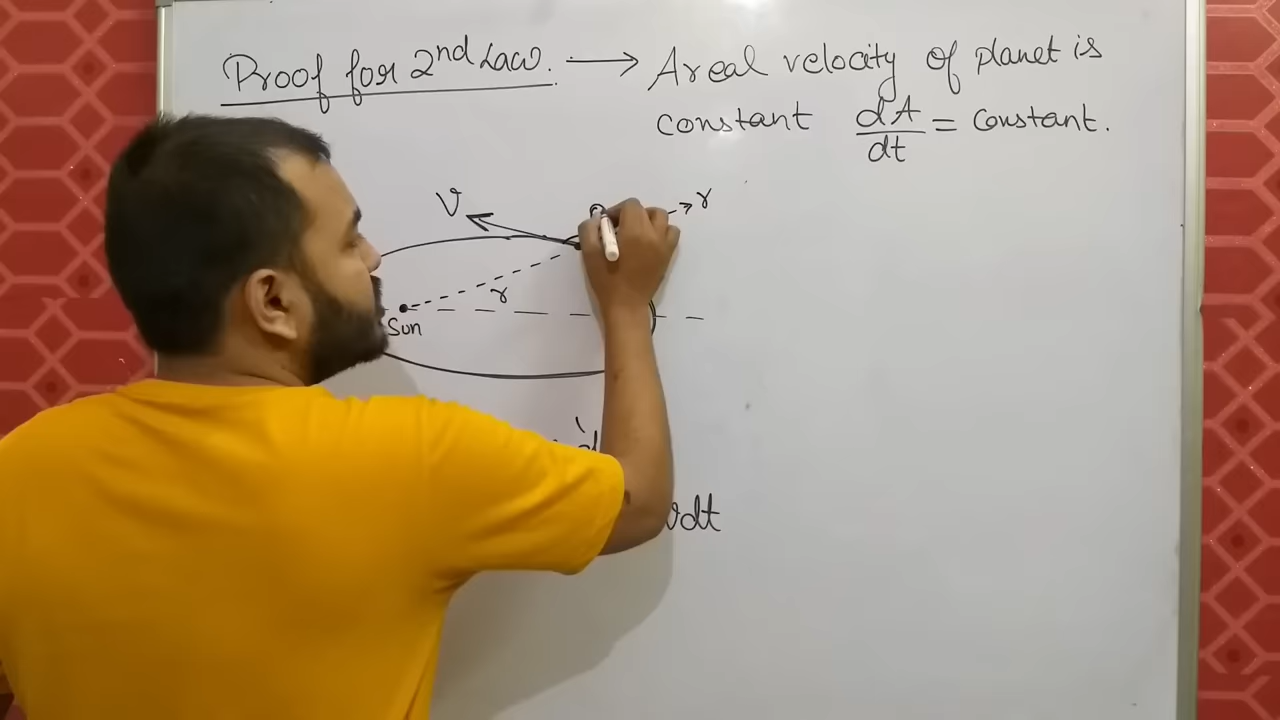 Proof for 2nd Law. → Areal velocity of planet is
constant dA/dt = constant.
v
r
r
Sun
vdt